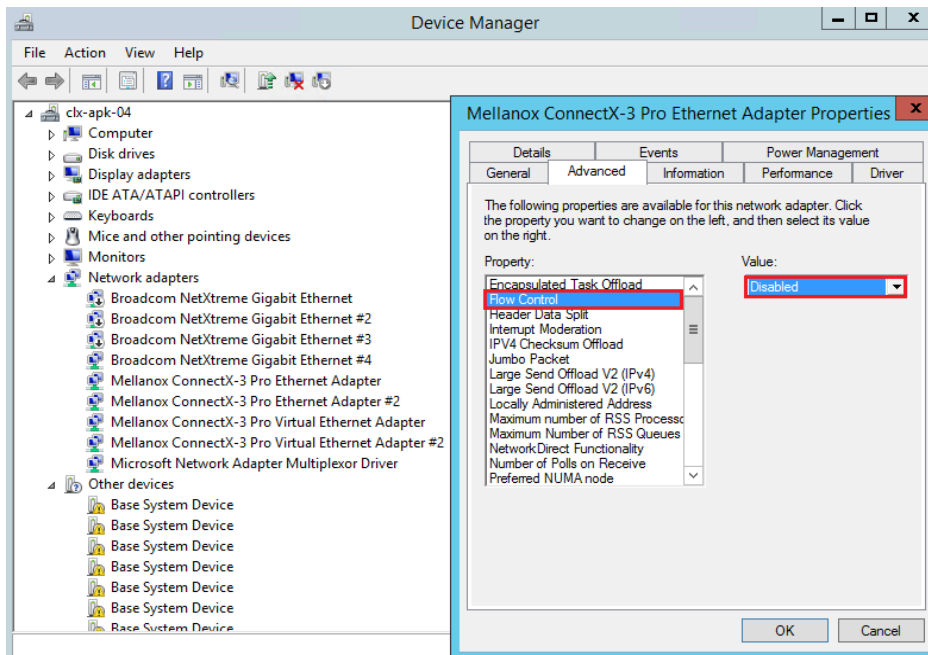 Device Manager
File Action View Help
clx-apk-04
Computer
Disk drives
Display adapters
IDE ATA/ATAPI controllers
Keyboards
Mice and other pointing devices
Monitors
Network adapters
Broadcom NetXtreme Gigabit Ethernet
Broadcom NetXtreme Gigabit Ethernet #2
Broadcom NetXtreme Gigabit Ethernet #3
Broadcom NetXtreme Gigabit Ethernet #4
Mellanox ConnectX-3 Pro Ethernet Adapter
Mellanox ConnectX-3 Pro Ethernet Adapter #2
Mellanox ConnectX-3 Pro Virtual Ethernet Adapter
Mellanox ConnectX-3 Pro Virtual Ethernet Adapter #2
Microsoft Network Adapter Multiplexor Driver
Other devices
Base System Device
Base System Device
Base System Device
Base System Device
Base System Device
Base System Device
Base System Device
Mellanox ConnectX-3 Pro Ethernet Adapter Properties
Details Events Power Management
General Advanced Information Performance Driver
The following properties are available for this network adapter. Click
the property you want to change on the left, and then select its value
on the right.
Property: Value:
Encapsulated Task Offload
Flow Control
Header Data Split
Interrupt Moderation
IPV4 Checksum Offload
Jumbo Packet
Large Send Offload V2 (IPv4)
Large Send Offload V2 (IPv6)
Locally Administered Address
Maximum number of RSS Processc
Maximum Number of RSS Queues
NetworkDirect Functionality
Number of Polls on Receive
Preferred NUMA node
Disabled
OK Cancel